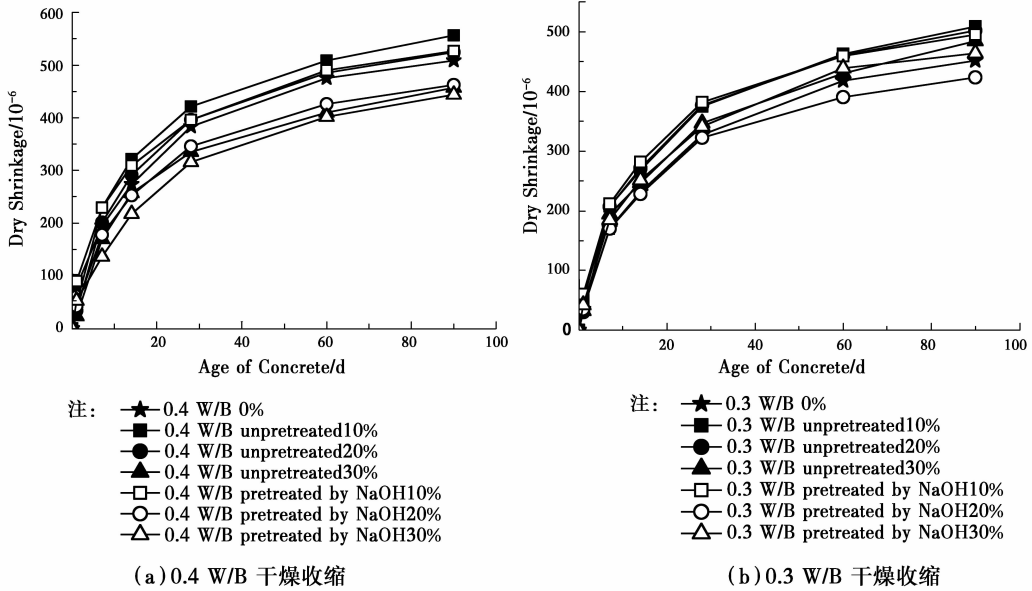 600
500
400
300
200
100
0
Dry Shrinkage/10⁻⁶
20
40
60
80
100
Age of Concrete/d
注：
0.4 W/B 0%
0.4 W/B unpretreated10%
0.4 W/B unpretreated20%
0.4 W/B unpretreated30%
0.4 W/B pretreated by NaOH10%
0.4 W/B pretreated by NaOH20%
0.4 W/B pretreated by NaOH30%
(a)0.4 W/B 干燥收缩
500
400
300
200
100
0
Dry Shrinkage/10⁻⁶
20
40
60
80
100
Age of Concrete/d
注：
0.3 W/B 0%
0.3 W/B unpretreated10%
0.3 W/B unpretreated20%
0.3 W/B unpretreated30%
0.3 W/B pretreated by NaOH10%
0.3 W/B pretreated by NaOH20%
0.3 W/B pretreated by NaOH30%
(b)0.3 W/B 干燥收缩